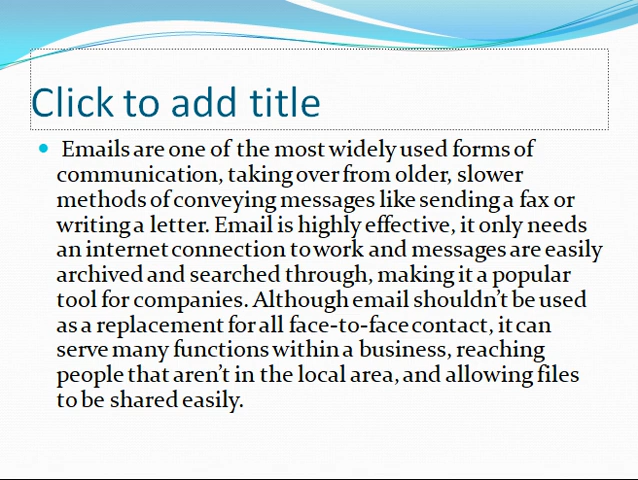 Click to add title
Emails are one of the most widely used forms of
communication, taking over from older, slower
methods of conveying messages like sending a fax or
writing a letter. Email is highly effective, it only needs
an internet connection to work and messages are easily
archived and searched through, making it a popular
tool for companies. Although email shouldn't be used
as a replacement for all face-to-face contact, it can
serve many functions within a business, reaching
people that aren't in the local area, and allowing files
to be shared easily.